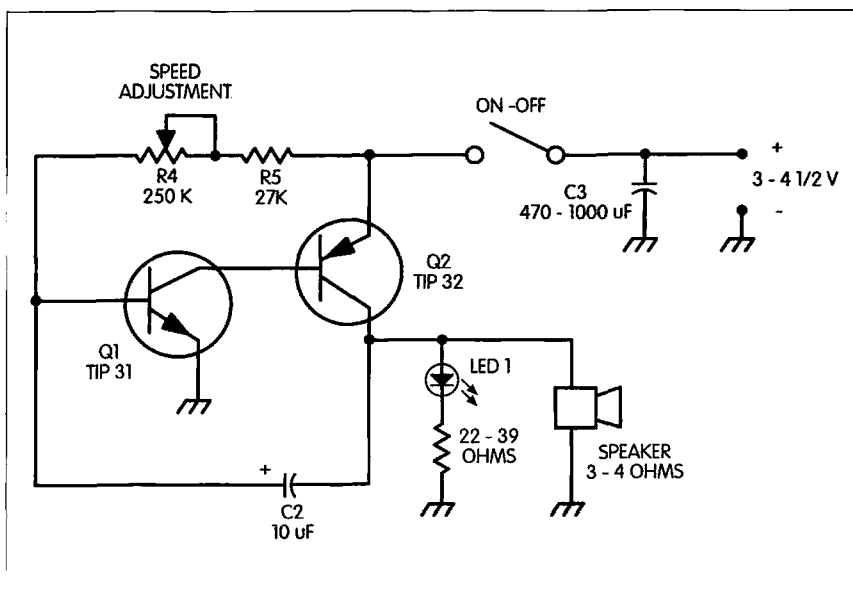 SPEED
ADJUSTMENT
ON -OFF
R4
250 K
R5
27K
+
3 - 4 1/2 V
-
C3
470 - 1000 uF
Q2
TIP 32
Q1
TIP 31
LED 1
22 - 39
OHMS
SPEAKER
3 - 4 OHMS
+
C2
10 uF